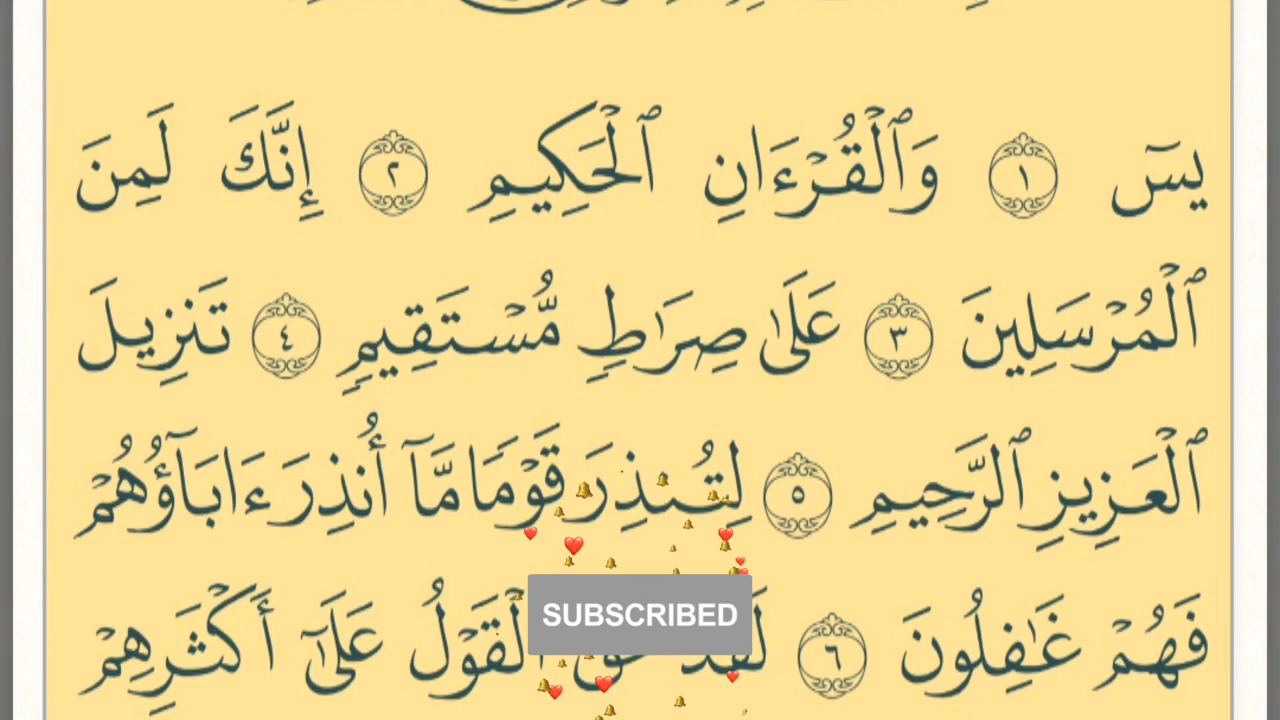 يسٓ ١ وَٱلْقُرْءَانِ ٱلْحَكِيمِ ٢ إِنَّكَ لَمِنَ
ٱلْمُرْسَلِينَ ٣ عَلَىٰ صِرَٰطٍ مُّسْتَقِيمٍ ٤ تَنزِيلَ
ٱلْعَزِيزِ ٱلرَّحِيمِ ٥ لِتُنذِرَ قَوْمًا مَّآ أُنذِرَ ءَابَآؤُهُمْ
فَهُمْ غَٰفِلُونَ ٦ ٱلْقَوْلُ عَلَىٰٓ أَكْثَرِهِمْ
SUBSCRIBED